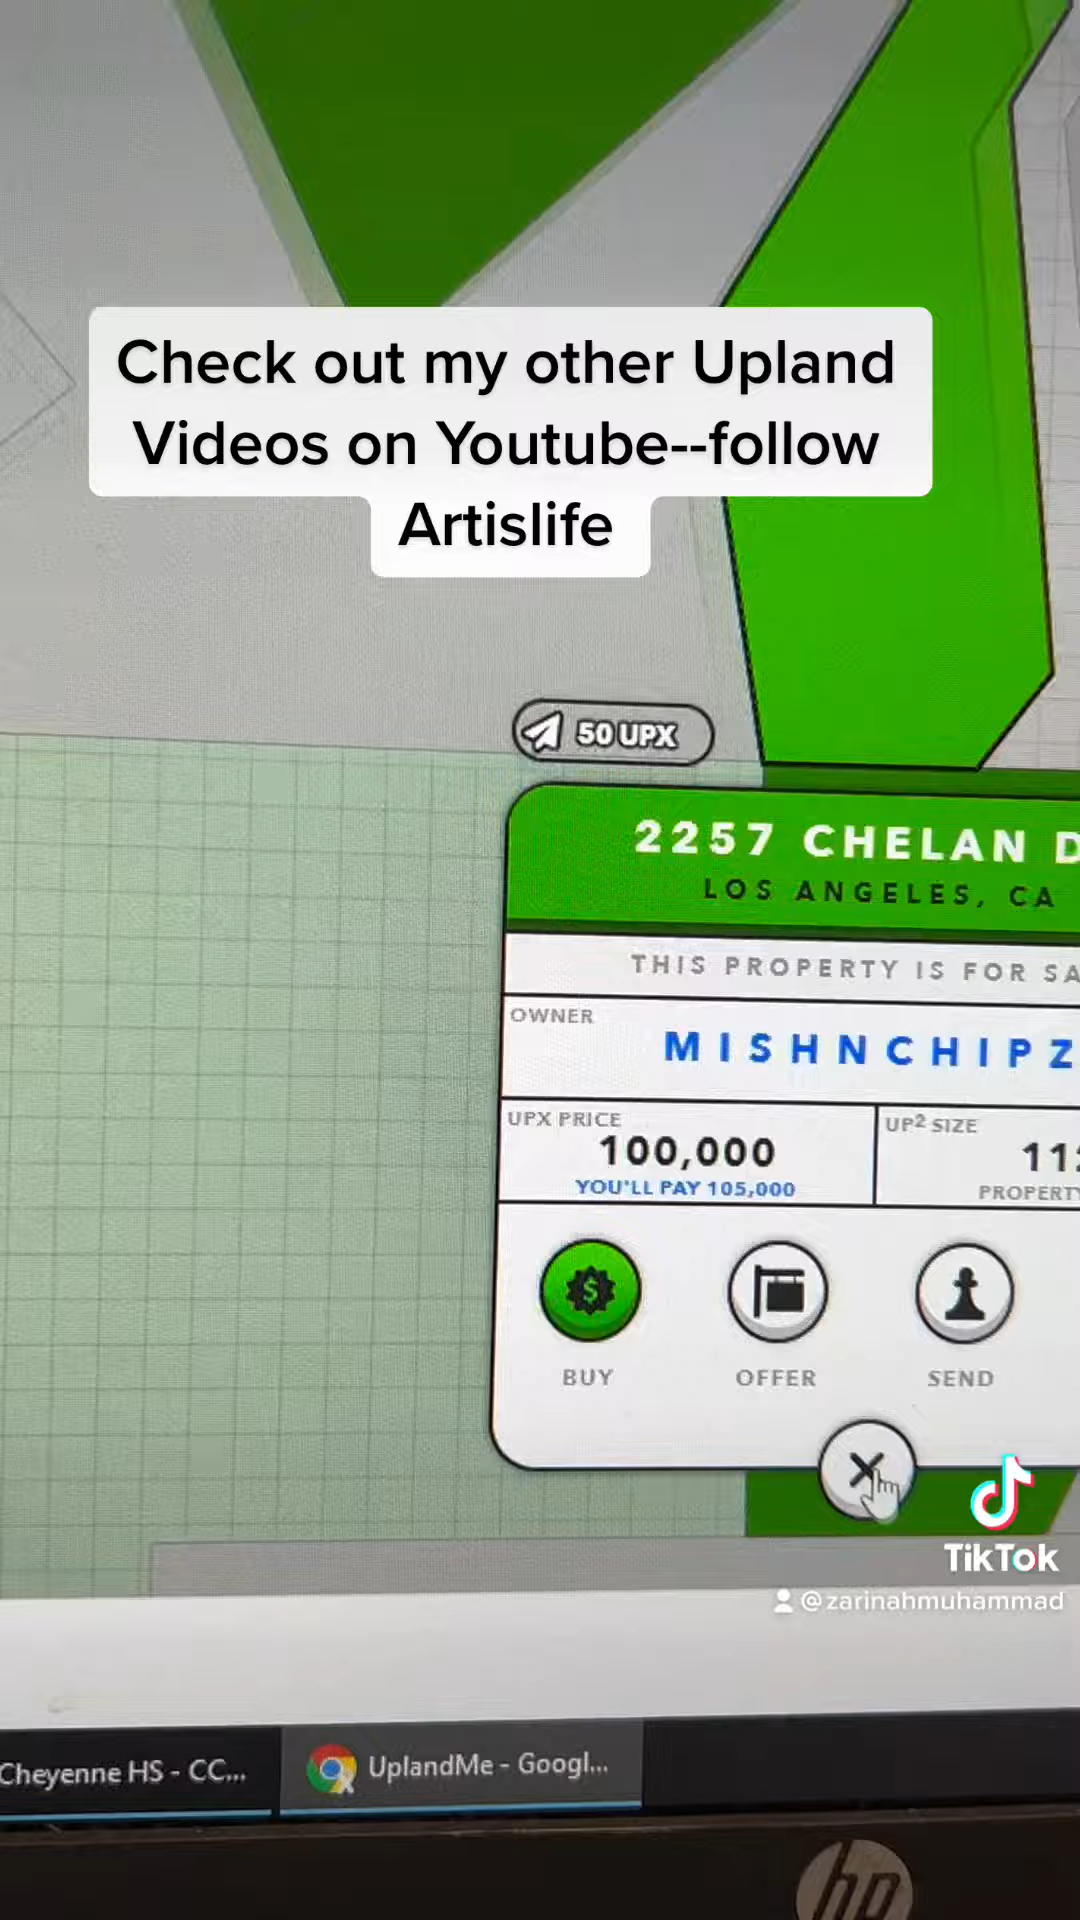 Check out my other Upland
Videos on Youtube--follow
Artislife
50 UPX
2257 CHELAN
LOS ANGELES, CA
THIS PROPERTY IS FOR
OWNER
MISHNCHIPZ
UPX PRICE
100,000
YOU'LL PAY 105,000
UP² SIZE
PROPERTY
BUY
OFFER
SEND
TikTok
@zarinahmuhammad
Cheyenne HS - CC...
UplandMe - Googl...
hp